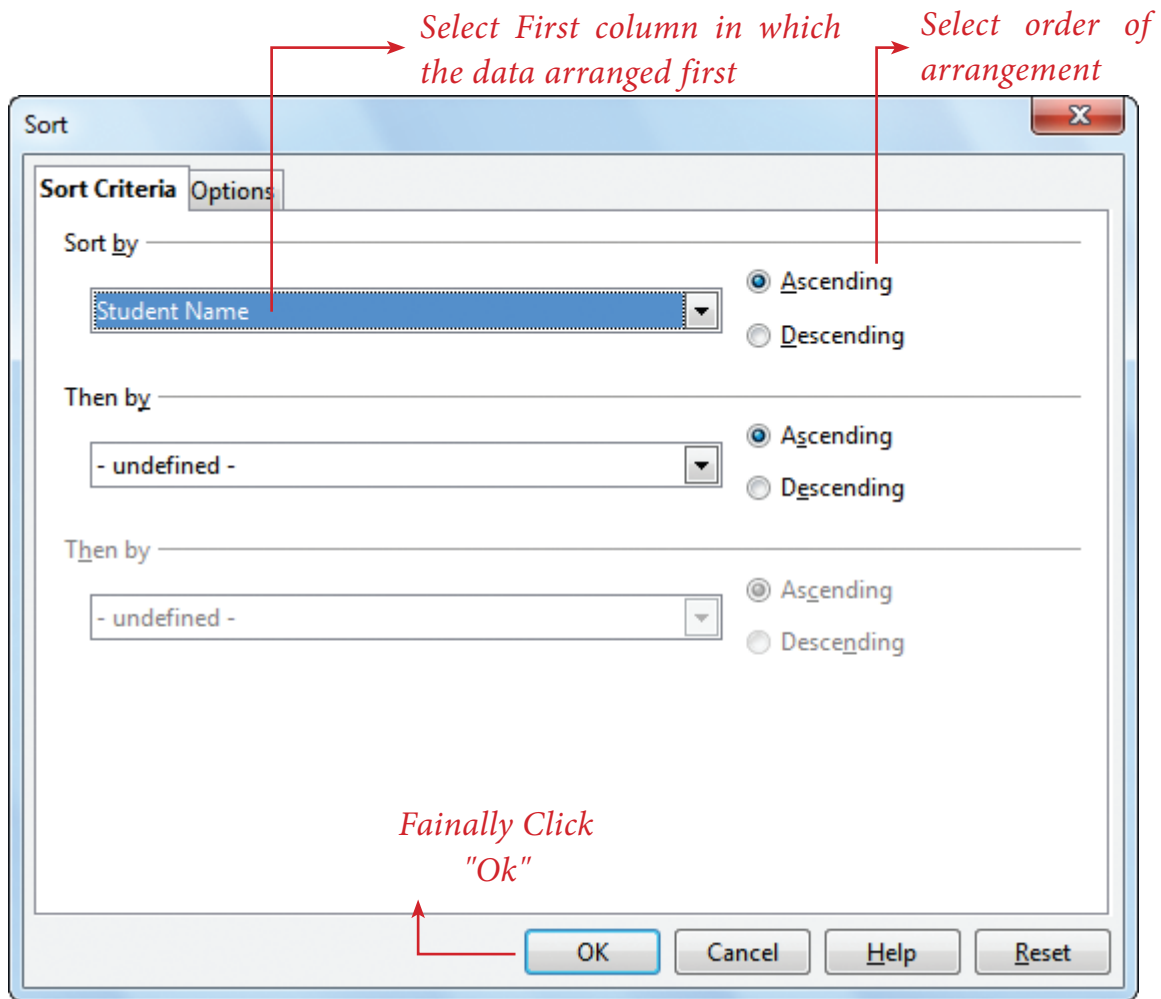 Select First column in which
the data arranged first
Select order of
arrangement
Sort
x
Sort Criteria Options
Sort by
Student Name
Ascending
Descending
Then by
- undefined -
Ascending
Descending
Then by
- undefined -
Ascending
Descending
Fainally Click
"Ok"
OK Cancel Help Reset